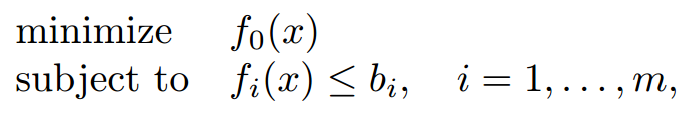 minimize f₀(x)
subject to fᵢ(x) ≤ bᵢ, i = 1, . . . , m,